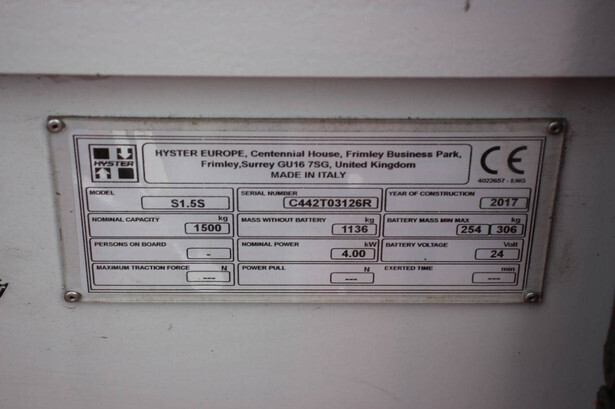 HYSTER
HYSTER EUROPE, Centennial House, Frimley Business Park,
Frimley,Surrey GU16 7SG, United Kingdom
MADE IN ITALY
CE
4022657 - EMG
MODEL S1.5S
SERIAL NUMBER C442T03126R
YEAR OF CONSTRUCTION 2017
NOMINAL CAPACITY kg 1500
MASS WITHOUT BATTERY kg 1136
BATTERY MASS MIN MAX kg 254 306
PERSONS ON BOARD -
NOMINAL POWER kW 4.00
BATTERY VOLTAGE Volt 24
MAXIMUM TRACTION FORCE N ---
POWER PULL N ---
EXERTED TIME min ---